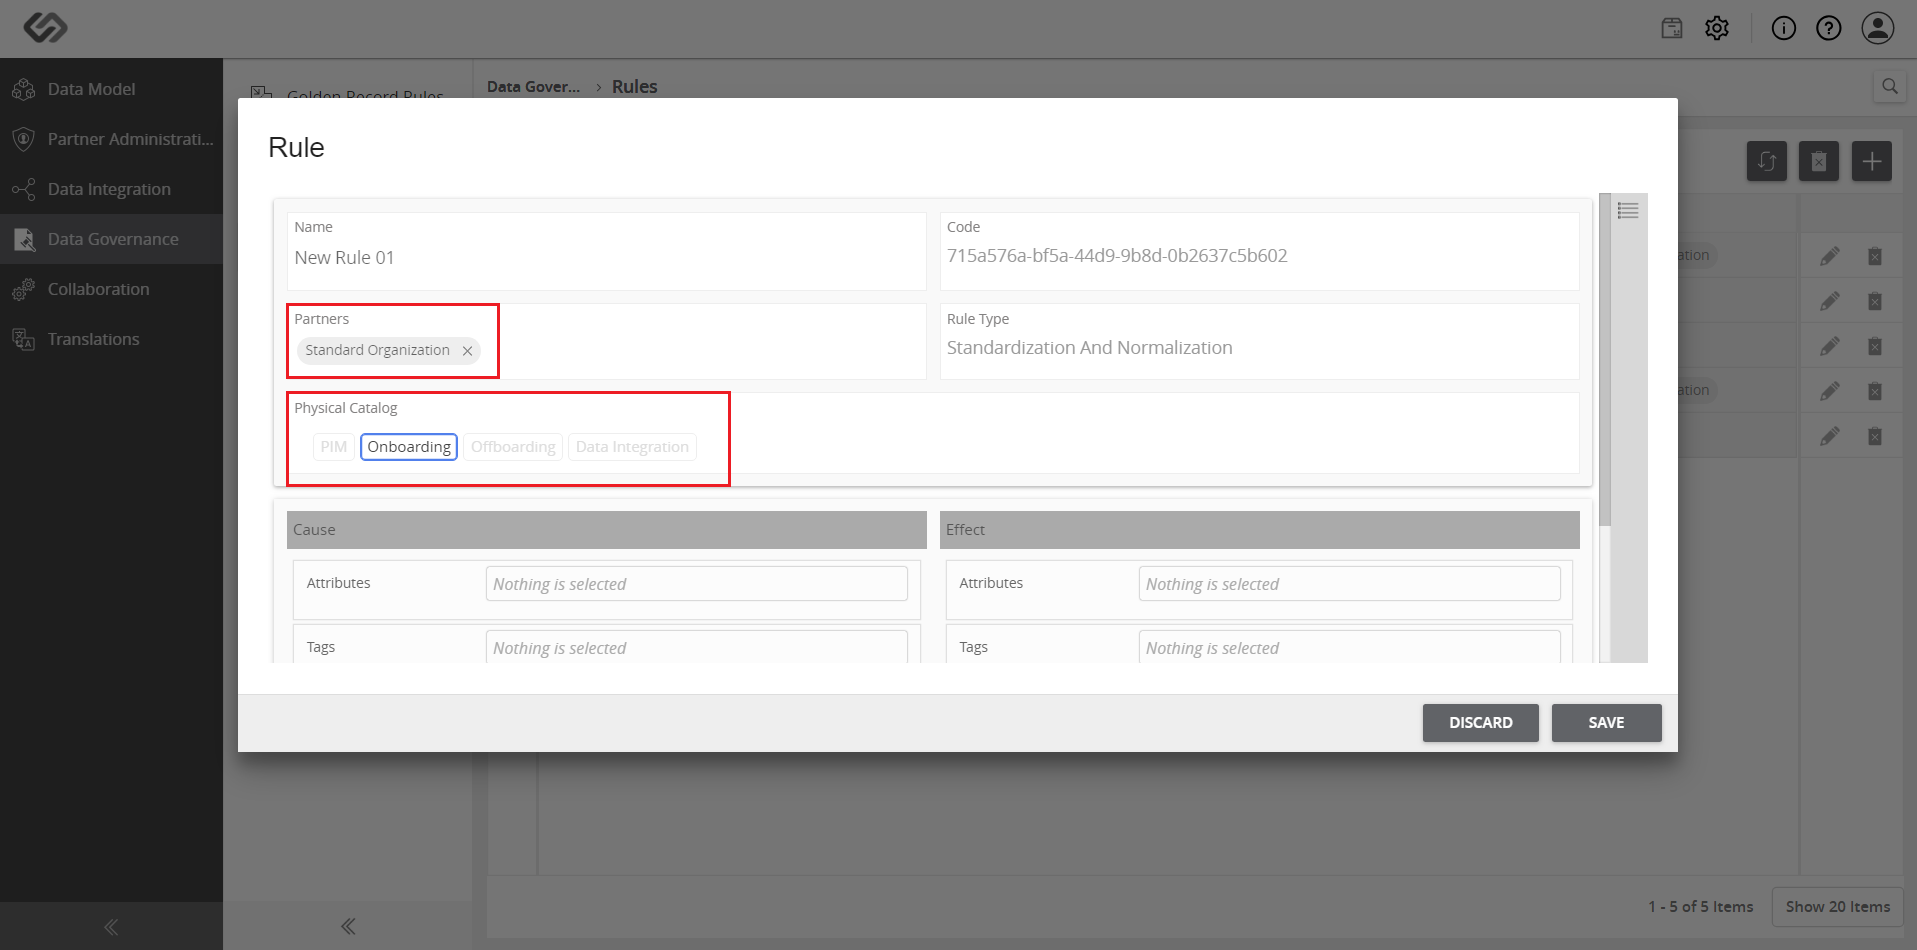 Data Model
Partner Administrati...
Data Integration
Data Governance
Collaboration
Translations
Golden Record Rules
Data Gover... > Rules
Rule
Name
New Rule 01
Code
715a576a-bf5a-44d9-9b8d-0b2637c5b602
Partners
Standard Organization
Rule Type
Standardization And Normalization
Physical Catalog
PIM Onboarding Offboarding Data Integration
Cause
Effect
Attributes Nothing is selected
Attributes Nothing is selected
Tags Nothing is selected
Tags Nothing is selected
DISCARD SAVE
ation
ation
1 - 5 of 5 Items Show 20 Items